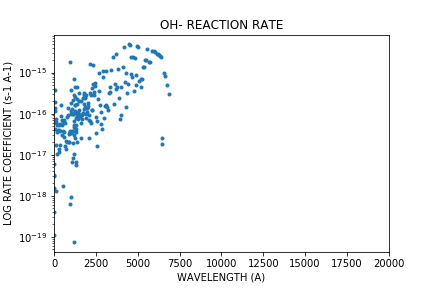 OH- REACTION RATE
LOG RATE COEFFICIENT (s-1 A-1)
10⁻¹⁵
10⁻¹⁶
10⁻¹⁷
10⁻¹⁸
10⁻¹⁹
0 2500 5000 7500 10000 12500 15000 17500 20000
WAVELENGTH (A)